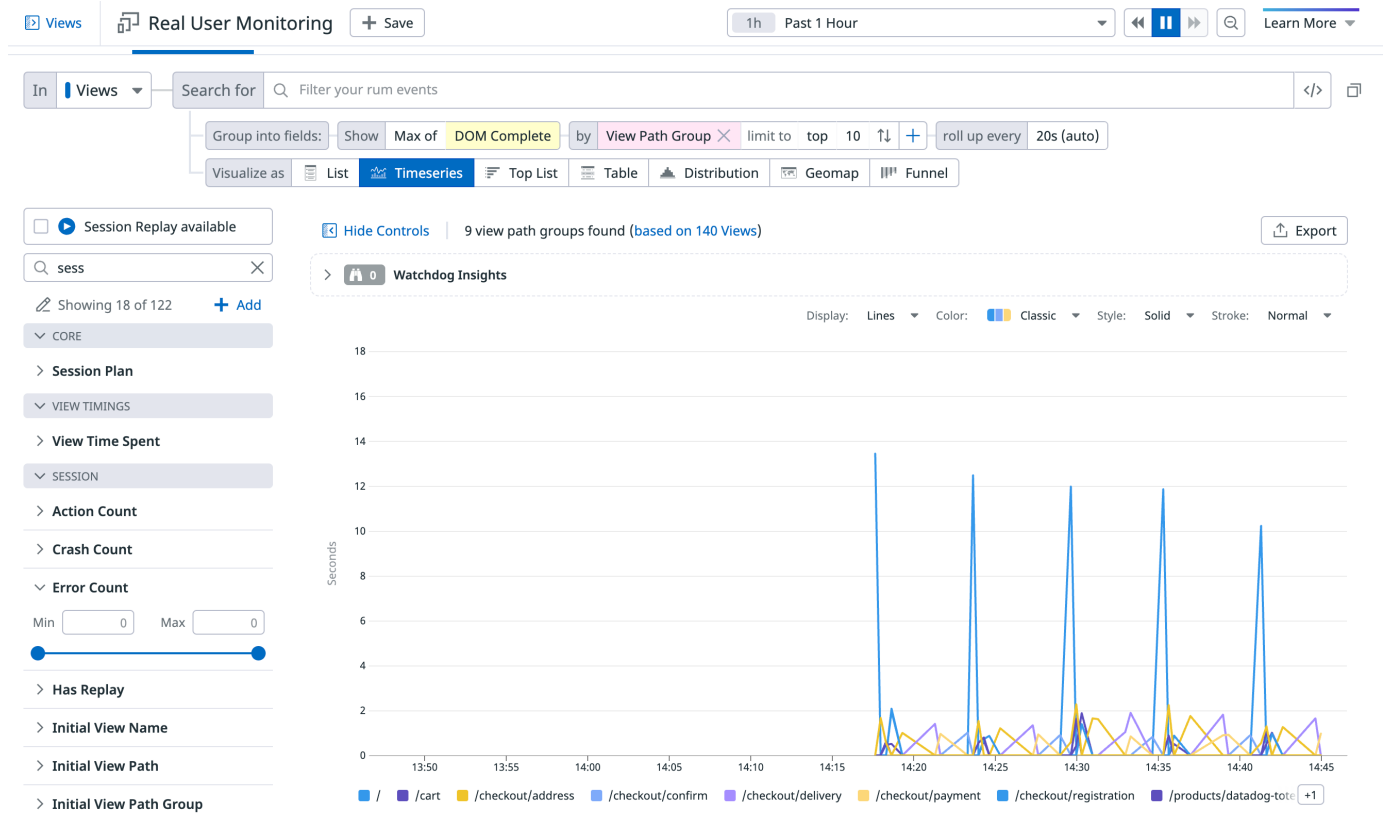 Views
Real User Monitoring
Save
1h Past 1 Hour
Learn More
In Views Search for Filter your rum events </>
Group into fields: Show Max of DOM Complete by View Path Group limit to top 10 roll up every 20s (auto)
Visualize as List Timeseries Top List Table Distribution Geomap Funnel
Session Replay available
sess
Showing 18 of 122 + Add
CORE
Session Plan
VIEW TIMINGS
View Time Spent
SESSION
Action Count
Crash Count
Error Count
Min 0 Max 0
Has Replay
Initial View Name
Initial View Path
Initial View Path Group
Hide Controls 9 view path groups found (based on 140 Views) Export
0 Watchdog Insights
Display: Lines Color: Classic Style: Solid Stroke: Normal
Seconds
18
16
14
12
10
8
6
4
2
0
13:50 13:55 14:00 14:05 14:10 14:15 14:20 14:25 14:30 14:35 14:40 14:45
/ /cart /checkout/address /checkout/confirm /checkout/delivery /checkout/payment /checkout/registration /products/datadog-tote +1